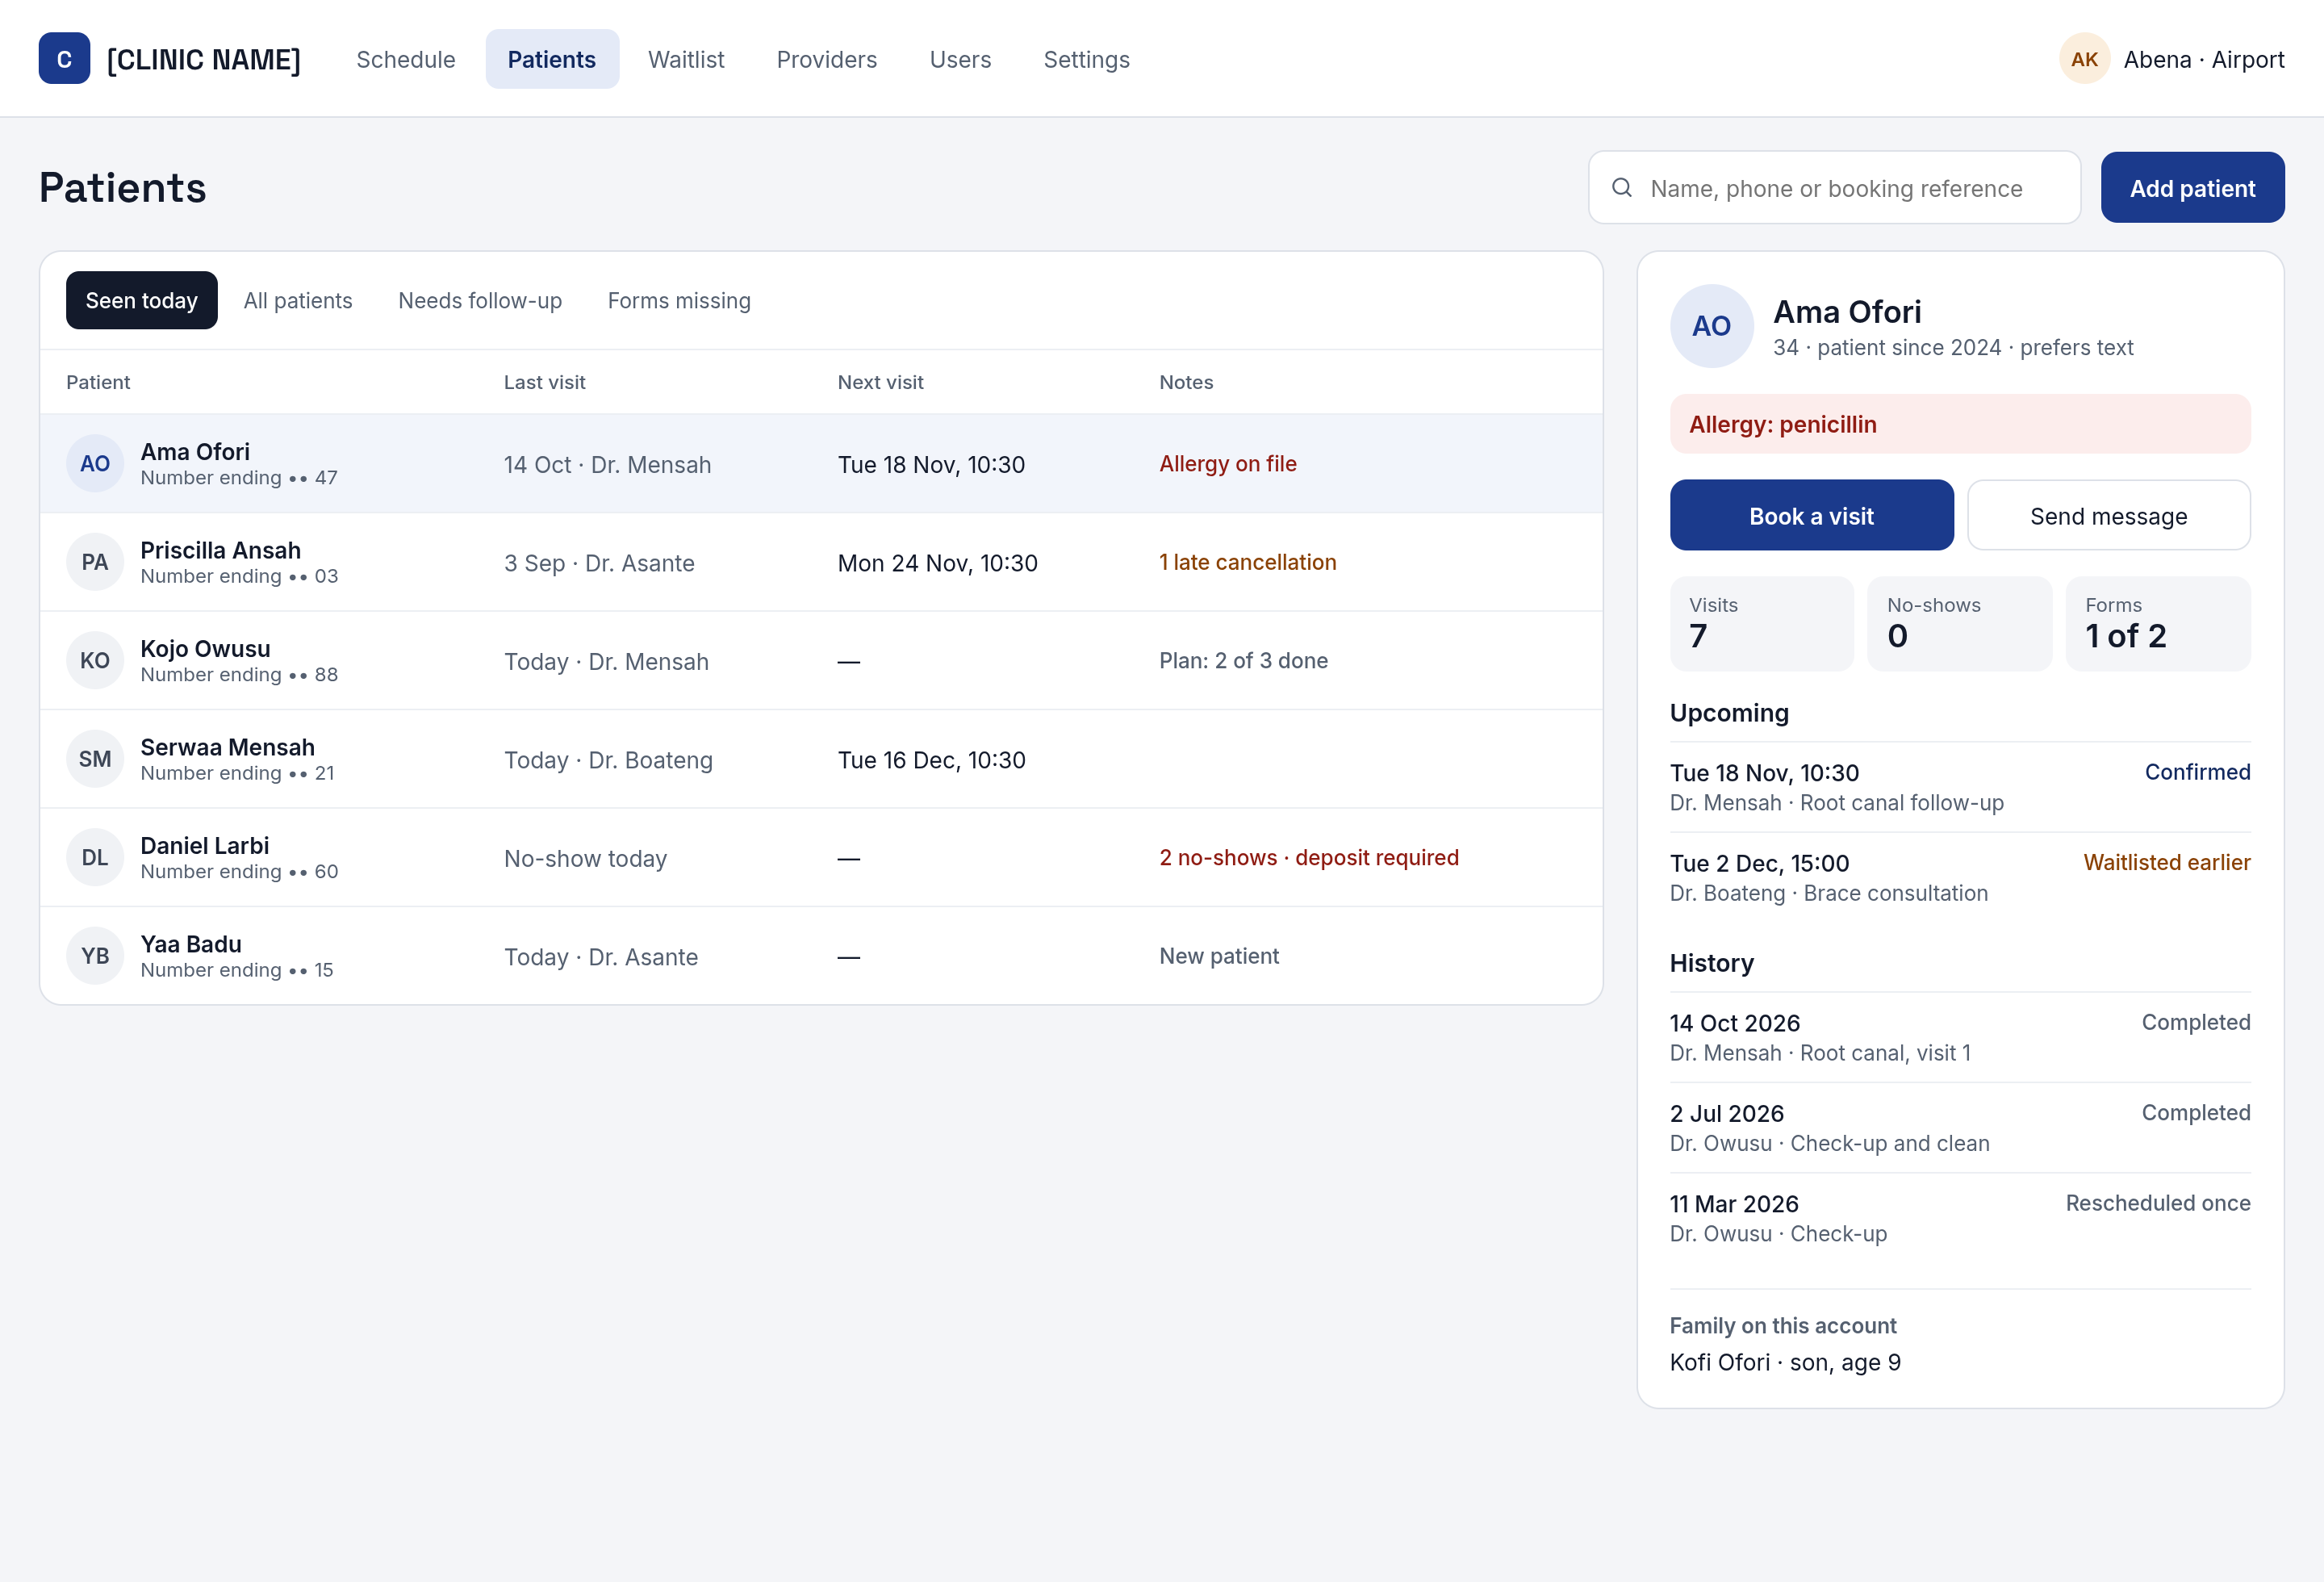 C [CLINIC NAME] Schedule Patients Waitlist Providers Users Settings AK Abena · Airport
Patients Name, phone or booking reference Add patient
Seen today All patients Needs follow-up Forms missing
Patient Last visit Next visit Notes
AO Ama Ofori 14 Oct · Dr. Mensah Tue 18 Nov, 10:30 Allergy on file
Number ending •• 47
PA Priscilla Ansah 3 Sep · Dr. Asante Mon 24 Nov, 10:30 1 late cancellation
Number ending •• 03
KO Kojo Owusu Today · Dr. Mensah — Plan: 2 of 3 done
Number ending •• 88
SM Serwaa Mensah Today · Dr. Boateng Tue 16 Dec, 10:30
Number ending •• 21
DL Daniel Larbi No-show today — 2 no-shows · deposit required
Number ending •• 60
YB Yaa Badu Today · Dr. Asante — New patient
Number ending •• 15
AO Ama Ofori
34 · patient since 2024 · prefers text
Allergy: penicillin
Book a visit Send message
Visits No-shows Forms
7 0 1 of 2
Upcoming
Tue 18 Nov, 10:30 Confirmed
Dr. Mensah · Root canal follow-up
Tue 2 Dec, 15:00 Waitlisted earlier
Dr. Boateng · Brace consultation
History
14 Oct 2026 Completed
Dr. Mensah · Root canal, visit 1
2 Jul 2026 Completed
Dr. Owusu · Check-up and clean
11 Mar 2026 Rescheduled once
Dr. Owusu · Check-up
Family on this account
Kofi Ofori · son, age 9